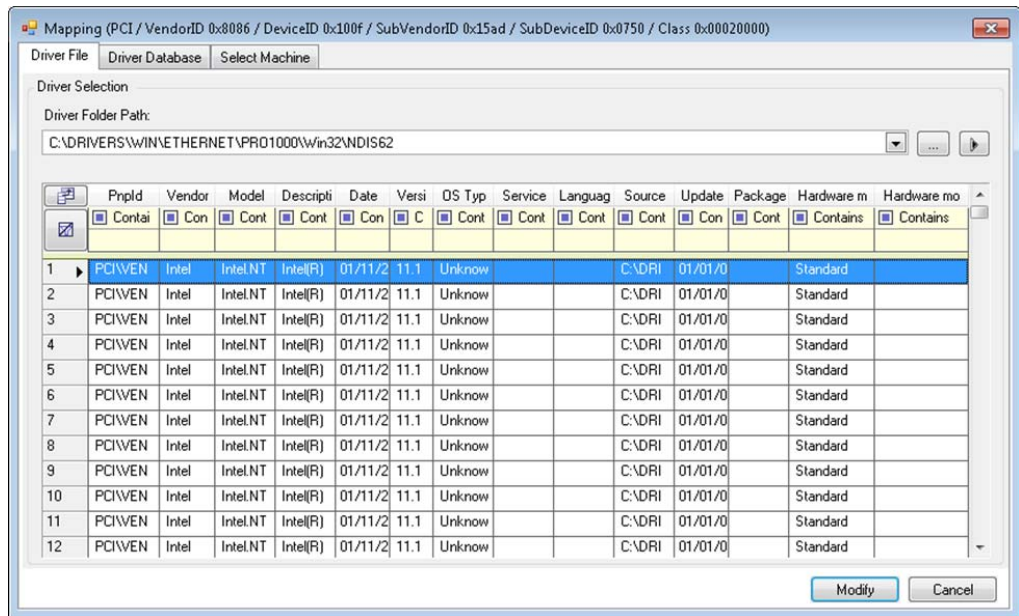 Mapping (PCI / VendorID 0x8086 / DeviceID 0x100f / SubVendorID 0x15ad / SubDeviceID 0x0750 / Class 0x00020000)
Driver File Driver Database Select Machine
Driver Selection
Driver Folder Path:
C:\DRIVERS\WIN\ETHERNET\PRO1000\Win32\NDIS62 ...
PnpId Vendor Model Descripti Date Versi OS Typ Service Languag Source Update Package Hardware m Hardware mo
Contai Con Cont Cont Con C Cont Cont Cont Cont Con Cont Contains Contains
1 PCI\VEN Intel Intel.NT Intel(R) 01/11/2 11.1 Unknow C:\DRI 01/01/0 Standard
2 PCI\VEN Intel Intel.NT Intel(R) 01/11/2 11.1 Unknow C:\DRI 01/01/0 Standard
3 PCI\VEN Intel Intel.NT Intel(R) 01/11/2 11.1 Unknow C:\DRI 01/01/0 Standard
4 PCI\VEN Intel Intel.NT Intel(R) 01/11/2 11.1 Unknow C:\DRI 01/01/0 Standard
5 PCI\VEN Intel Intel.NT Intel(R) 01/11/2 11.1 Unknow C:\DRI 01/01/0 Standard
6 PCI\VEN Intel Intel.NT Intel(R) 01/11/2 11.1 Unknow C:\DRI 01/01/0 Standard
7 PCI\VEN Intel Intel.NT Intel(R) 01/11/2 11.1 Unknow C:\DRI 01/01/0 Standard
8 PCI\VEN Intel Intel.NT Intel(R) 01/11/2 11.1 Unknow C:\DRI 01/01/0 Standard
9 PCI\VEN Intel Intel.NT Intel(R) 01/11/2 11.1 Unknow C:\DRI 01/01/0 Standard
10 PCI\VEN Intel Intel.NT Intel(R) 01/11/2 11.1 Unknow C:\DRI 01/01/0 Standard
11 PCI\VEN Intel Intel.NT Intel(R) 01/11/2 11.1 Unknow C:\DRI 01/01/0 Standard
12 PCI\VEN Intel Intel.NT Intel(R) 01/11/2 11.1 Unknow C:\DRI 01/01/0 Standard
Modify Cancel